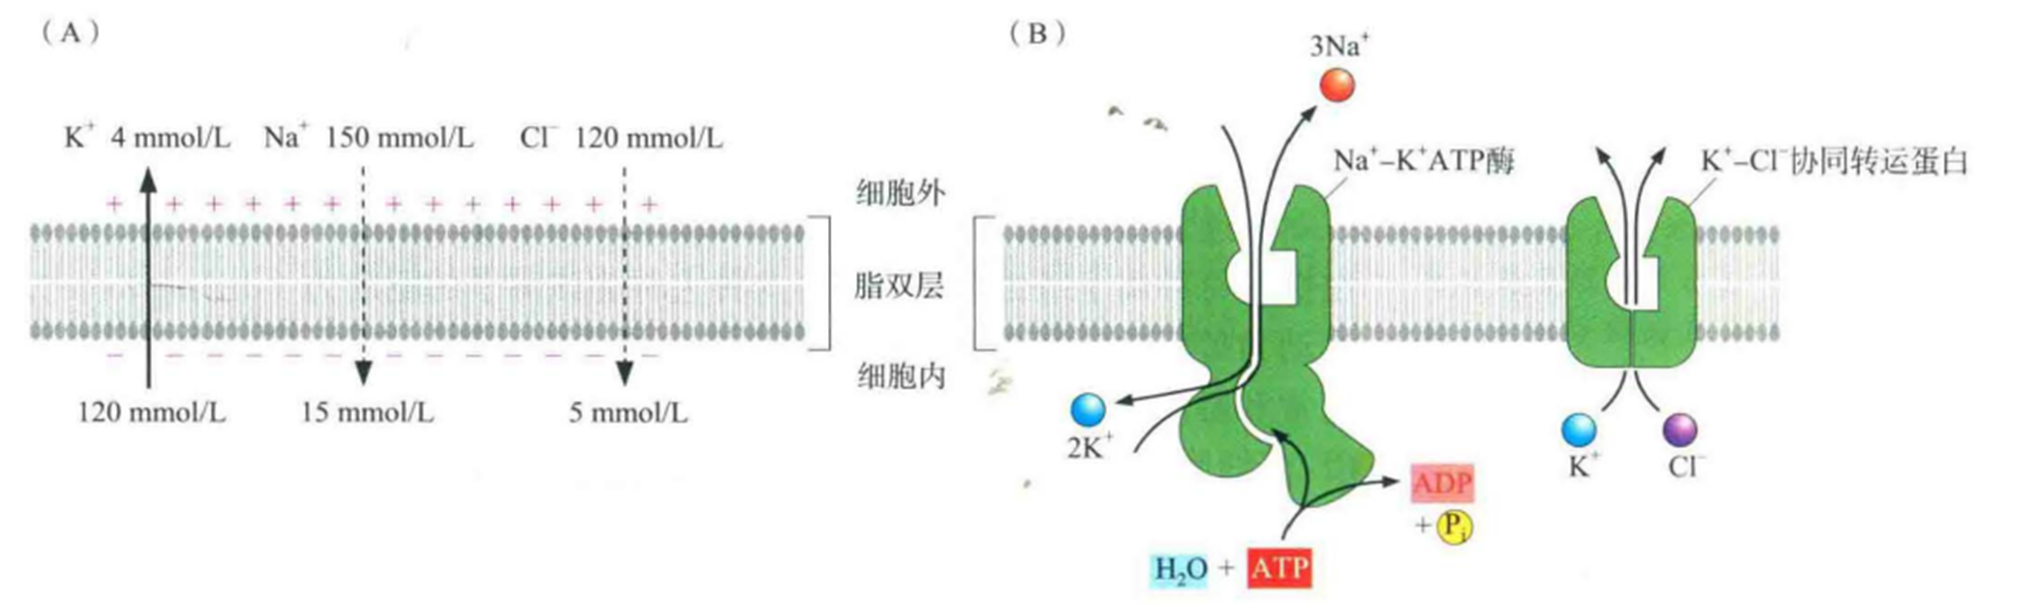 (A)
K⁺ 4 mmol/L Na⁺ 150 mmol/L Cl⁻ 120 mmol/L
120 mmol/L 15 mmol/L 5 mmol/L
细胞外
脂双层
细胞内
(B)
3Na⁺
Na⁺–K⁺ATP酶
K⁺–Cl⁻协同转运蛋白
2K⁺
K⁺ Cl⁻
ADP
+ Pᵢ
H₂O + ATP